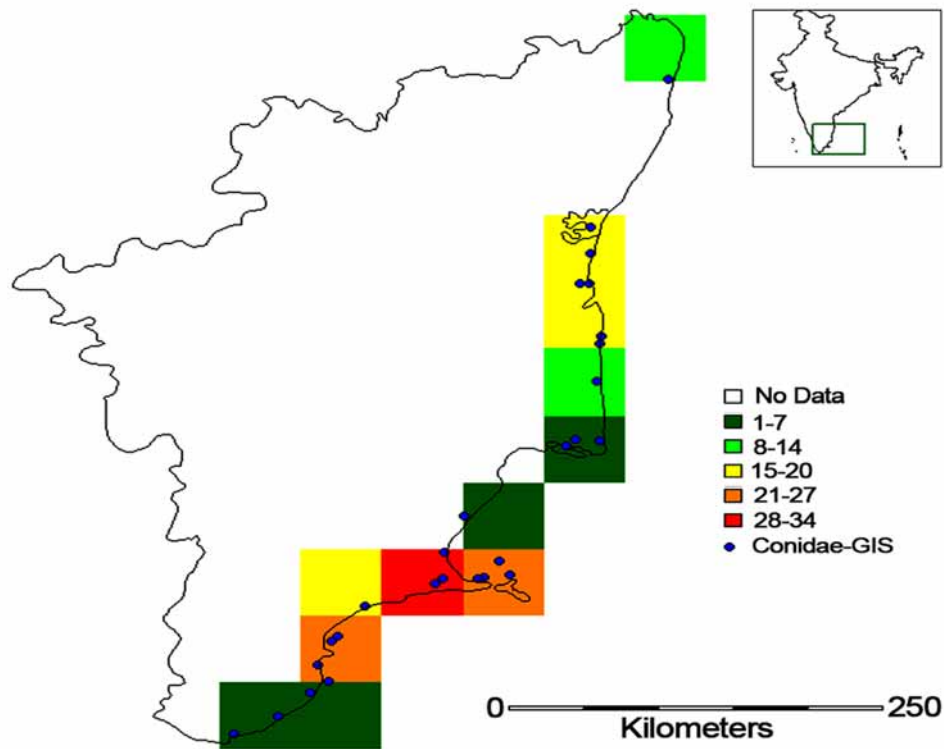 No Data
1-7
8-14
15-20
21-27
28-34
Conidae-GIS
0 250
Kilometers